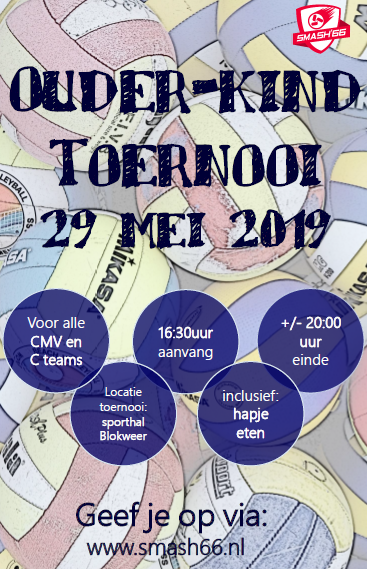 SMASH'66
OUDER-KIND
TOERNOOI
29 MEI 2019
MIKASA
Voor alle
CMV en
C teams
16:30uur
aanvang
+/- 20:00
uur
einde
Locatie
toernooi:
sporthal
Blokweer
inclusief:
hapje
eten
Geef je op via:
www.smash66.nl